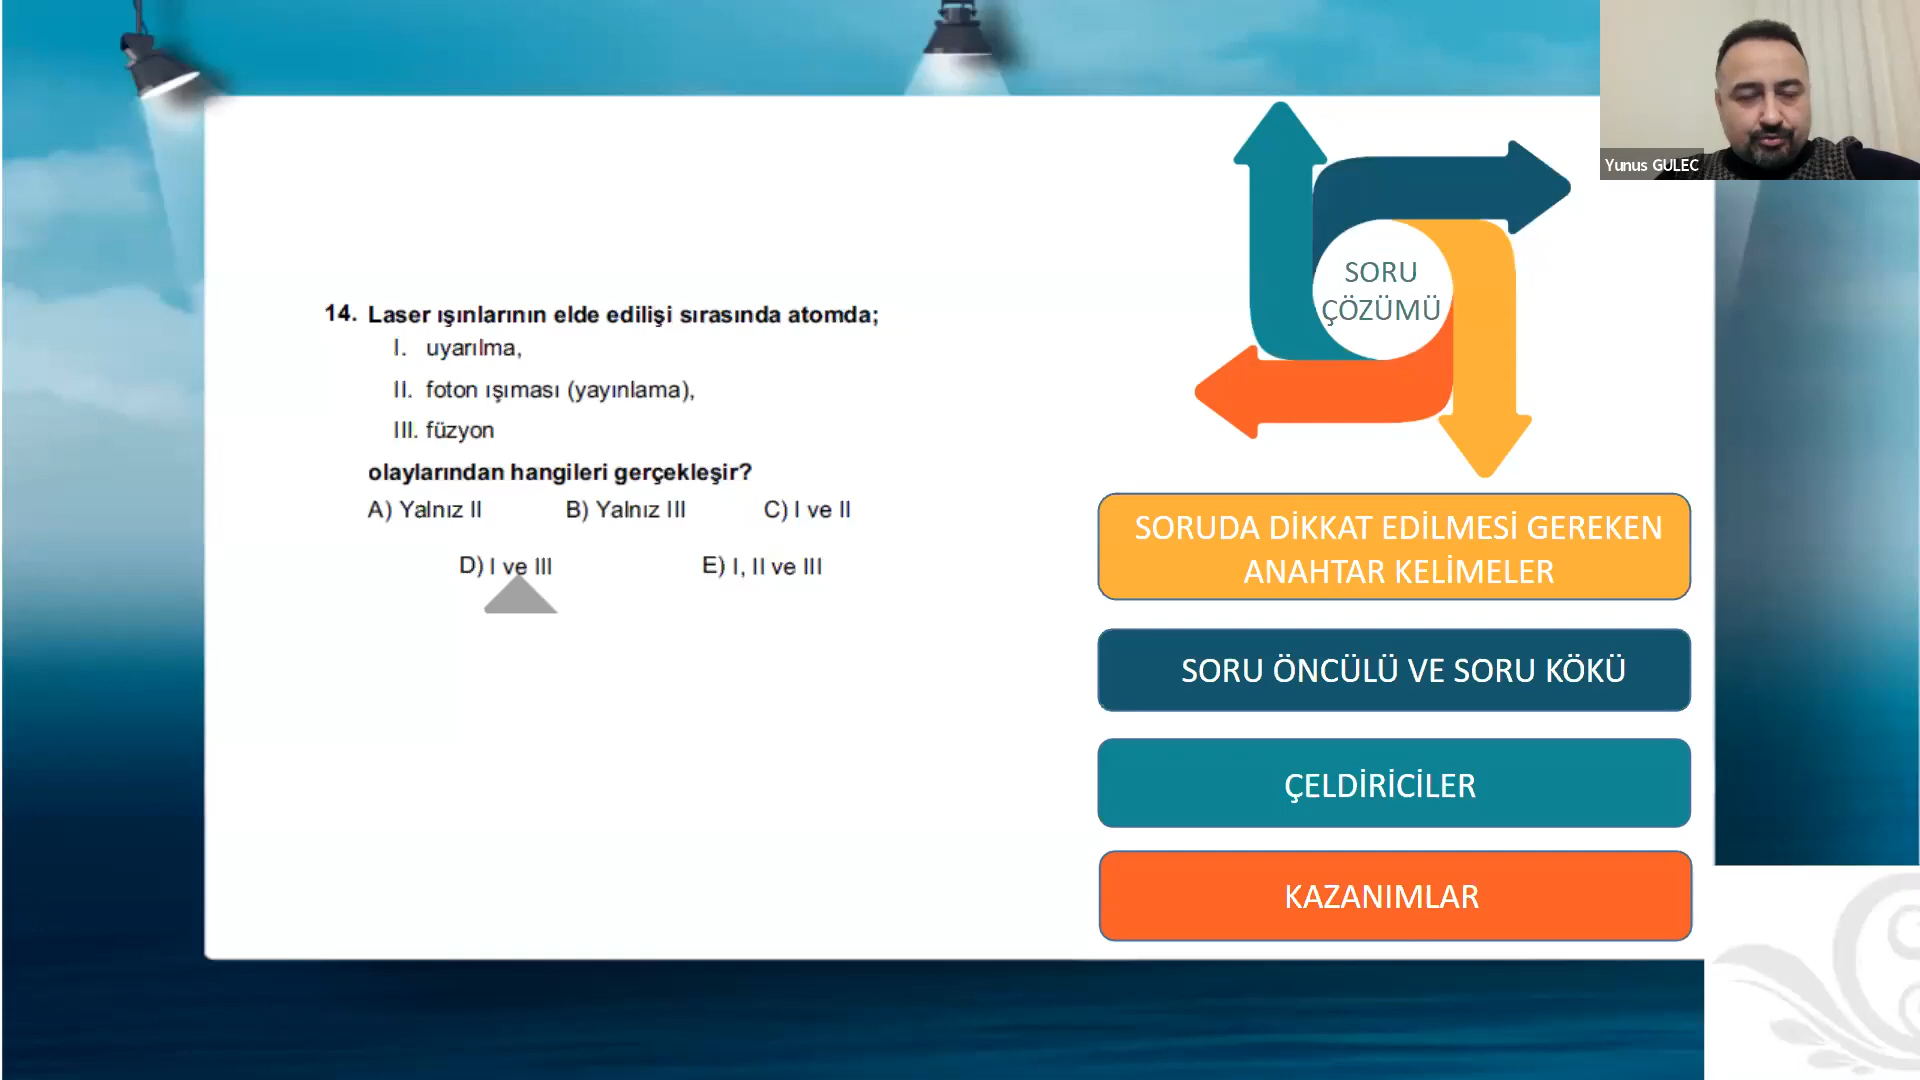 14. Laser ışınlarının elde edilişi sırasında atomda;
I. uyarılma,
II. foton ışıması (yayınlama),
III. füzyon
olaylarından hangileri gerçekleşir?
A) Yalnız II B) Yalnız III C) I ve II
D) I ve III E) I, II ve III
SORU
ÇÖZÜMÜ
SORUDA DİKKAT EDİLMESİ GEREKEN
ANAHTAR KELİMELER
SORU ÖNCÜLÜ VE SORU KÖKÜ
ÇELDİRİCİLER
KAZANIMLAR
Yunus GULEC